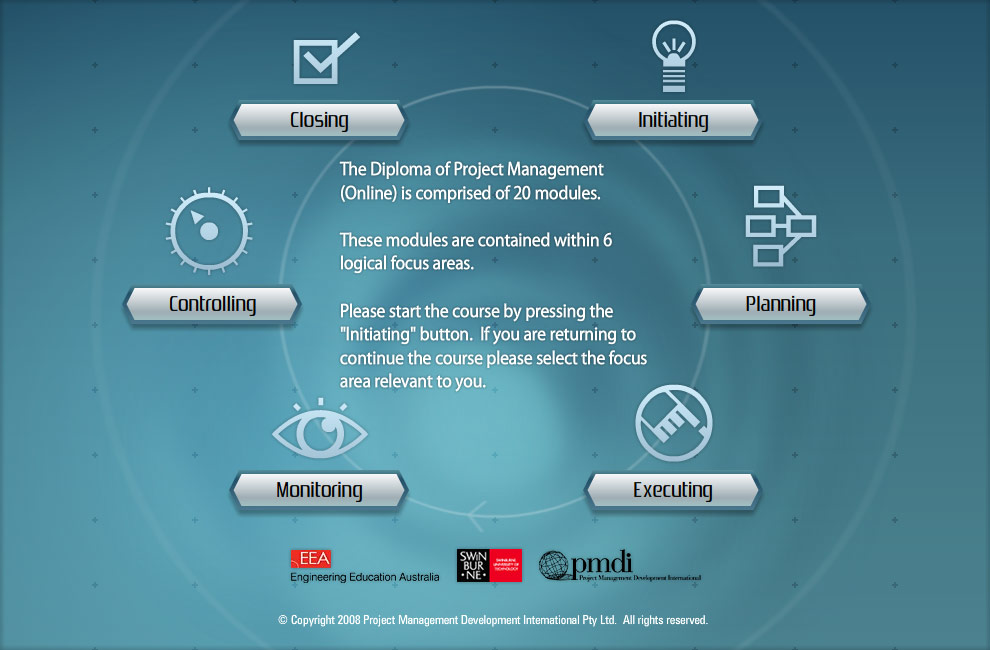 Closing
Initiating
The Diploma of Project Management
(Online) is comprised of 20 modules.
These modules are contained within 6
logical focus areas.
Controlling
Planning
Please start the course by pressing the
"Initiating" button.  If you are returning to
continue the course please select the focus
area relevant to you.
Monitoring
Executing
EEA
Engineering Education Australia
SWIN
BUR
• NE •
SWINBURNE
UNIVERSITY OF
TECHNOLOGY
pmdi
Project Management Development International
© Copyright 2008 Project Management Development International Pty Ltd.  All rights reserved.